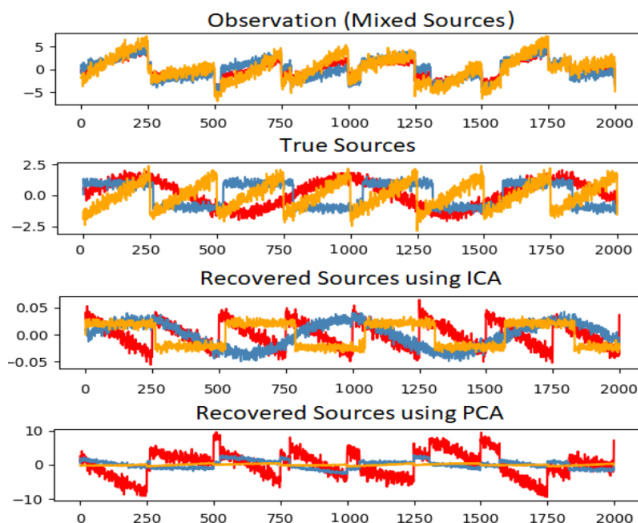 Observation (Mixed Sources)
5
0
−5
0 250 500 750 1000 1250 1500 1750 2000
True Sources
2.5
0.0
−2.5
0 250 500 750 1000 1250 1500 1750 2000
Recovered Sources using ICA
0.05
0.00
−0.05
0 250 500 750 1000 1250 1500 1750 2000
Recovered Sources using PCA
10
0
−10
0 250 500 750 1000 1250 1500 1750 2000